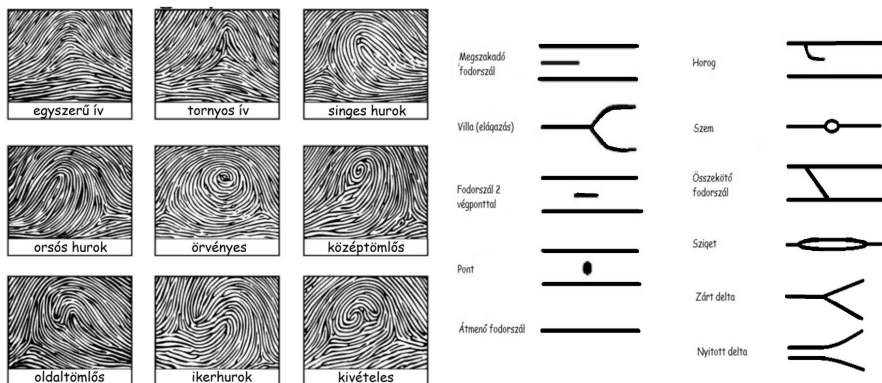 egyszerű ív
tornyos ív
singes hurok
orsós hurok
örvényes
középtömlős
oldaltömlős
ikerhurok
kivételes
Megszakadó
fodorszál
Villa (elágazás)
Fodorszál 2
végponttal
Pont
Átmenő fodorszál
Horog
Szem
Összekötő
fodorszál
Sziget
Zárt delta
Nyitott delta